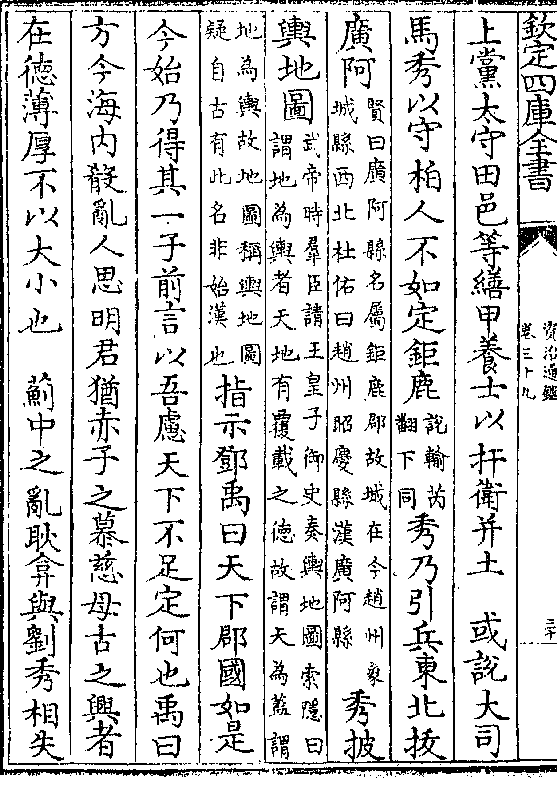 欽定四庫全書
資治通鑑
卷三十九
三十
上黨太守田邑等繕甲養士以扞衛并土　或說大司
馬秀以守柏人不如定鉅鹿說輸芮翻下同秀乃引兵東北拔
廣阿賢曰廣阿縣名屬鉅鹿郡故城在今趙州象城縣西北杜佑曰趙州昭慶縣漢廣阿縣秀披
輿地圖武帝時羣臣請王皇子御史奏輿地圖索隱曰謂地為輿者天地有覆載之德故謂天為葢謂
地為輿故地圖稱輿地圖疑自古有此名非始漢也指示鄧禹曰天下郡國如是
今始乃得其一子前言以吾慮天下不足定何也禹曰
方今海内殽亂人思明君猶赤子之慕慈母古之興者
在德薄厚不以大小也　薊中之亂耿弇與劉秀相失